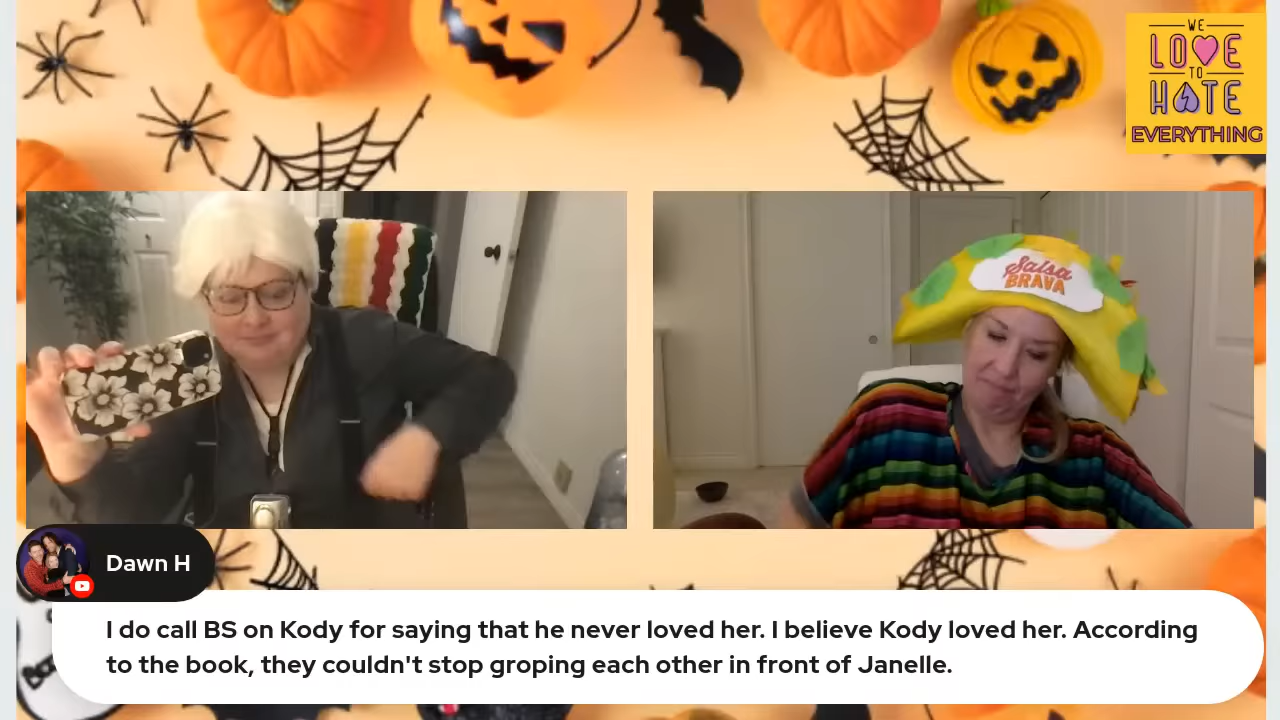 WE
LOVE
TO
HATE
EVERYTHING
Salsa
BRAVA
Dawn H
I do call BS on Kody for saying that he never loved her. I believe Kody loved her. According
to the book, they couldn't stop groping each other in front of Janelle.